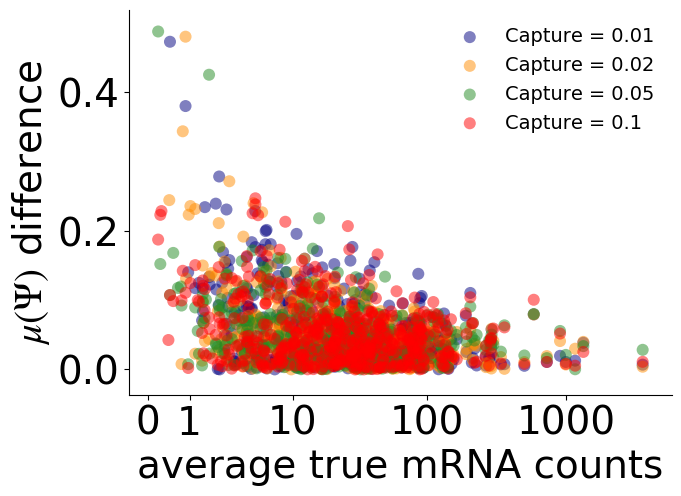 Capture = 0.01
Capture = 0.02
Capture = 0.05
Capture = 0.1
μ(Ψ) difference
0.4
0.2
0.0
0 1 10 100 1000
average true mRNA counts